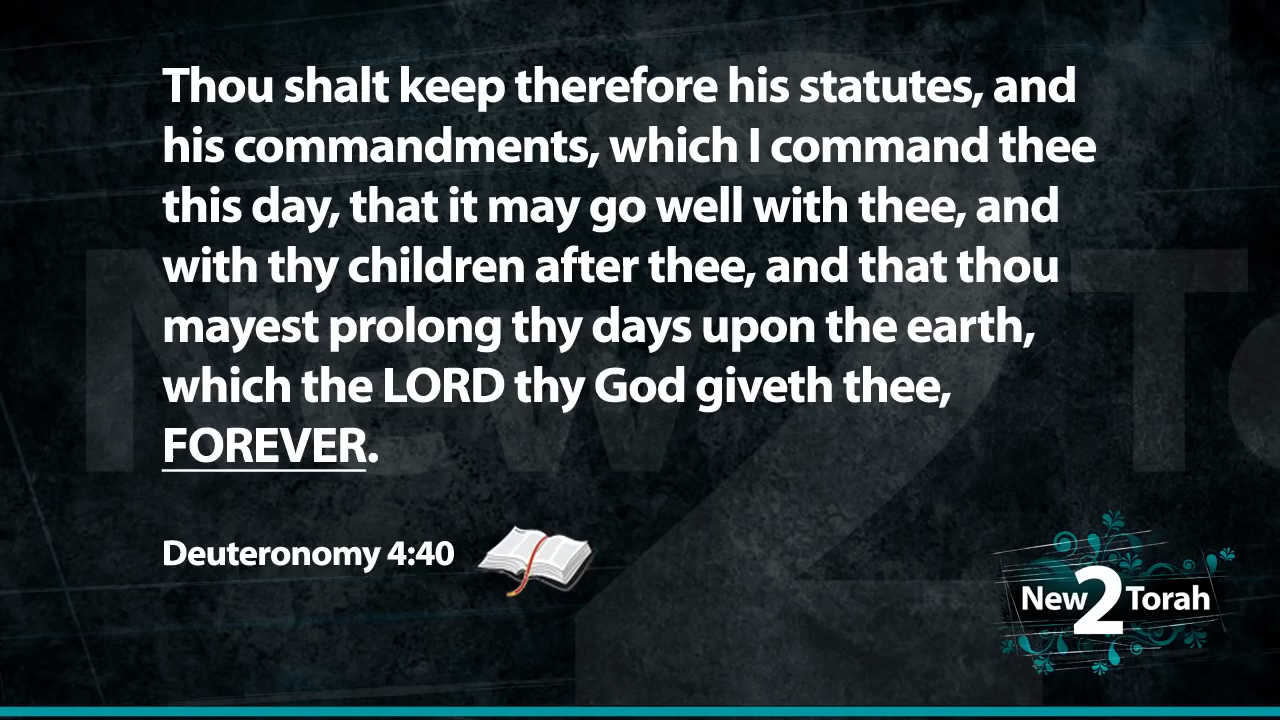 Thou shalt keep therefore his statutes, and
his commandments, which I command thee
this day, that it may go well with thee, and
with thy children after thee, and that thou
mayest prolong thy days upon the earth,
which the LORD thy God giveth thee,
FOREVER.
Deuteronomy 4:40
New2Torah
New 2 To